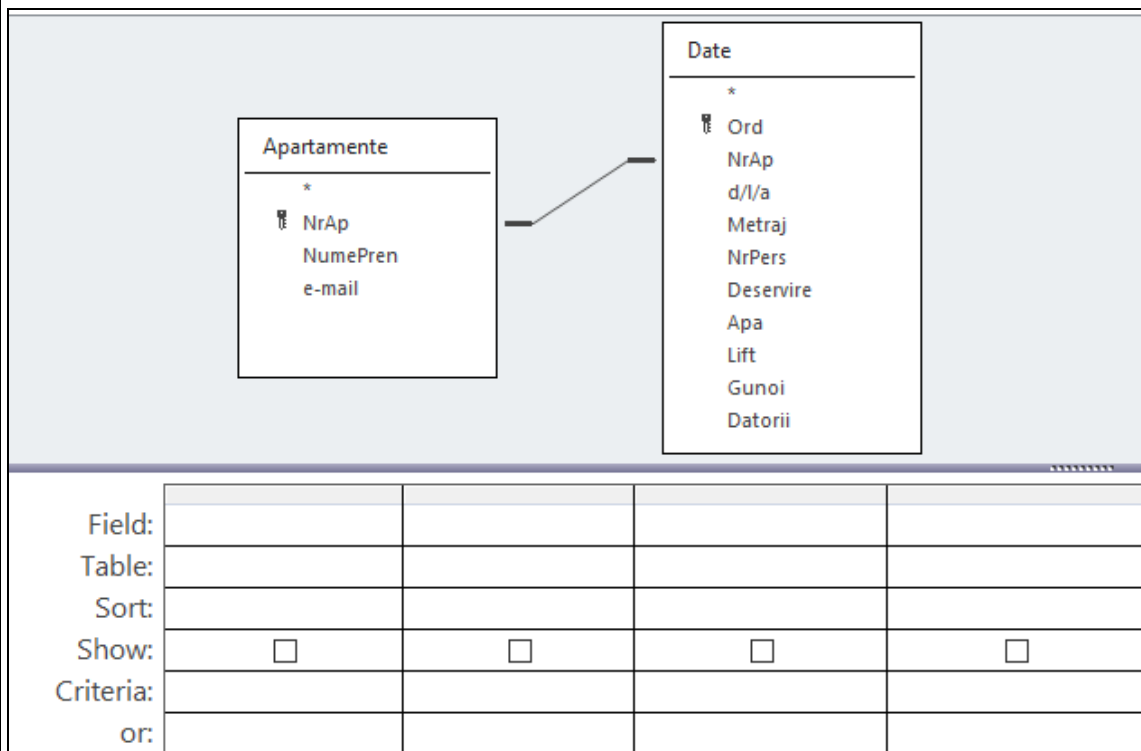 Apartamente
*
NrAp
NumePren
e-mail
Date
*
Ord
NrAp
d/l/a
Metraj
NrPers
Deservire
Apa
Lift
Gunoi
Datorii
Field:
Table:
Sort:
Show:
Criteria:
or: